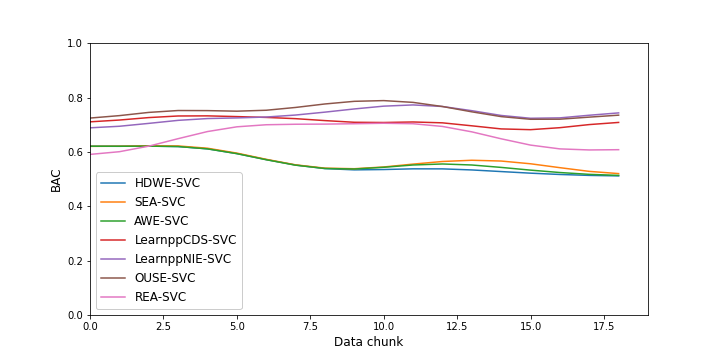 1.0
0.8
0.6
0.4
0.2
0.0
BAC
HDWE-SVC
SEA-SVC
AWE-SVC
LearnppCDS-SVC
LearnppNIE-SVC
OUSE-SVC
REA-SVC
0.0 2.5 5.0 7.5 10.0 12.5 15.0 17.5
Data chunk